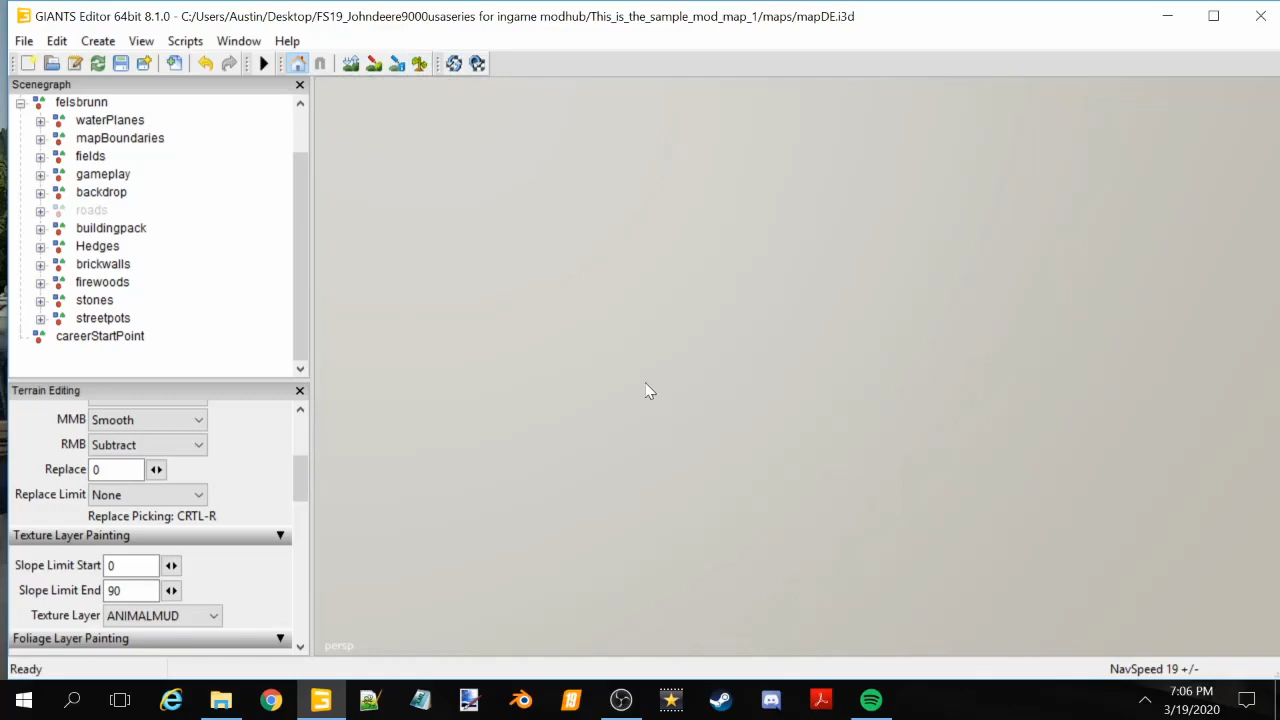 GIANTS Editor 64bit 8.1.0 - C:/Users/Austin/Desktop/FS19_Johndeere9000usaseries for ingame modhub/This_is_the_sample_mod_map_1/maps/mapDE.i3d
File Edit Create View Scripts Window Help
Scenegraph
felsbrunn
waterPlanes
mapBoundaries
fields
gameplay
backdrop
roads
buildingpack
Hedges
brickwalls
firewoods
stones
streetpots
careerStartPoint
Terrain Editing
MMB Smooth
RMB Subtract
Replace 0
Replace Limit None
Replace Picking: CRTL-R
Texture Layer Painting
Slope Limit Start 0
Slope Limit End 90
Texture Layer ANIMALMUD
Foliage Layer Painting
persp
Ready
NavSpeed 19 +/-
7:06 PM
3/19/2020